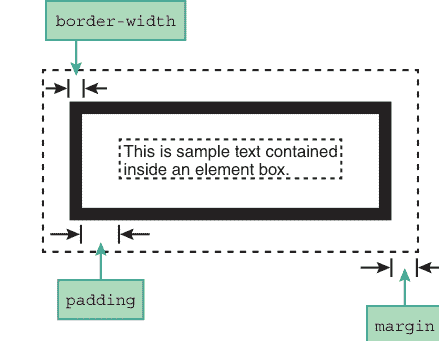 border-width
This is sample text contained
inside an element box.
padding
margin